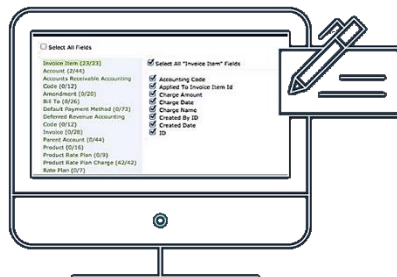 Select All Fields
Invoice Item (23/23)
Account (2/44)
Accounts Receivable Accounting
Code (0/12)
Amendment (0/20)
Bill To (0/26)
Default Payment Method (0/73)
Deferred Revenue Accounting
Code (0/12)
Invoice (0/28)
Parent Account (0/44)
Product (0/16)
Product Rate Plan (0/9)
Product Rate Plan Charge (42/42)
Rate Plan (0/7)
Select All "Invoice Item" Fields
Accounting Code
Applied To Invoice Item Id
Charge Amount
Charge Date
Charge Name
Created By ID
Created Date
ID